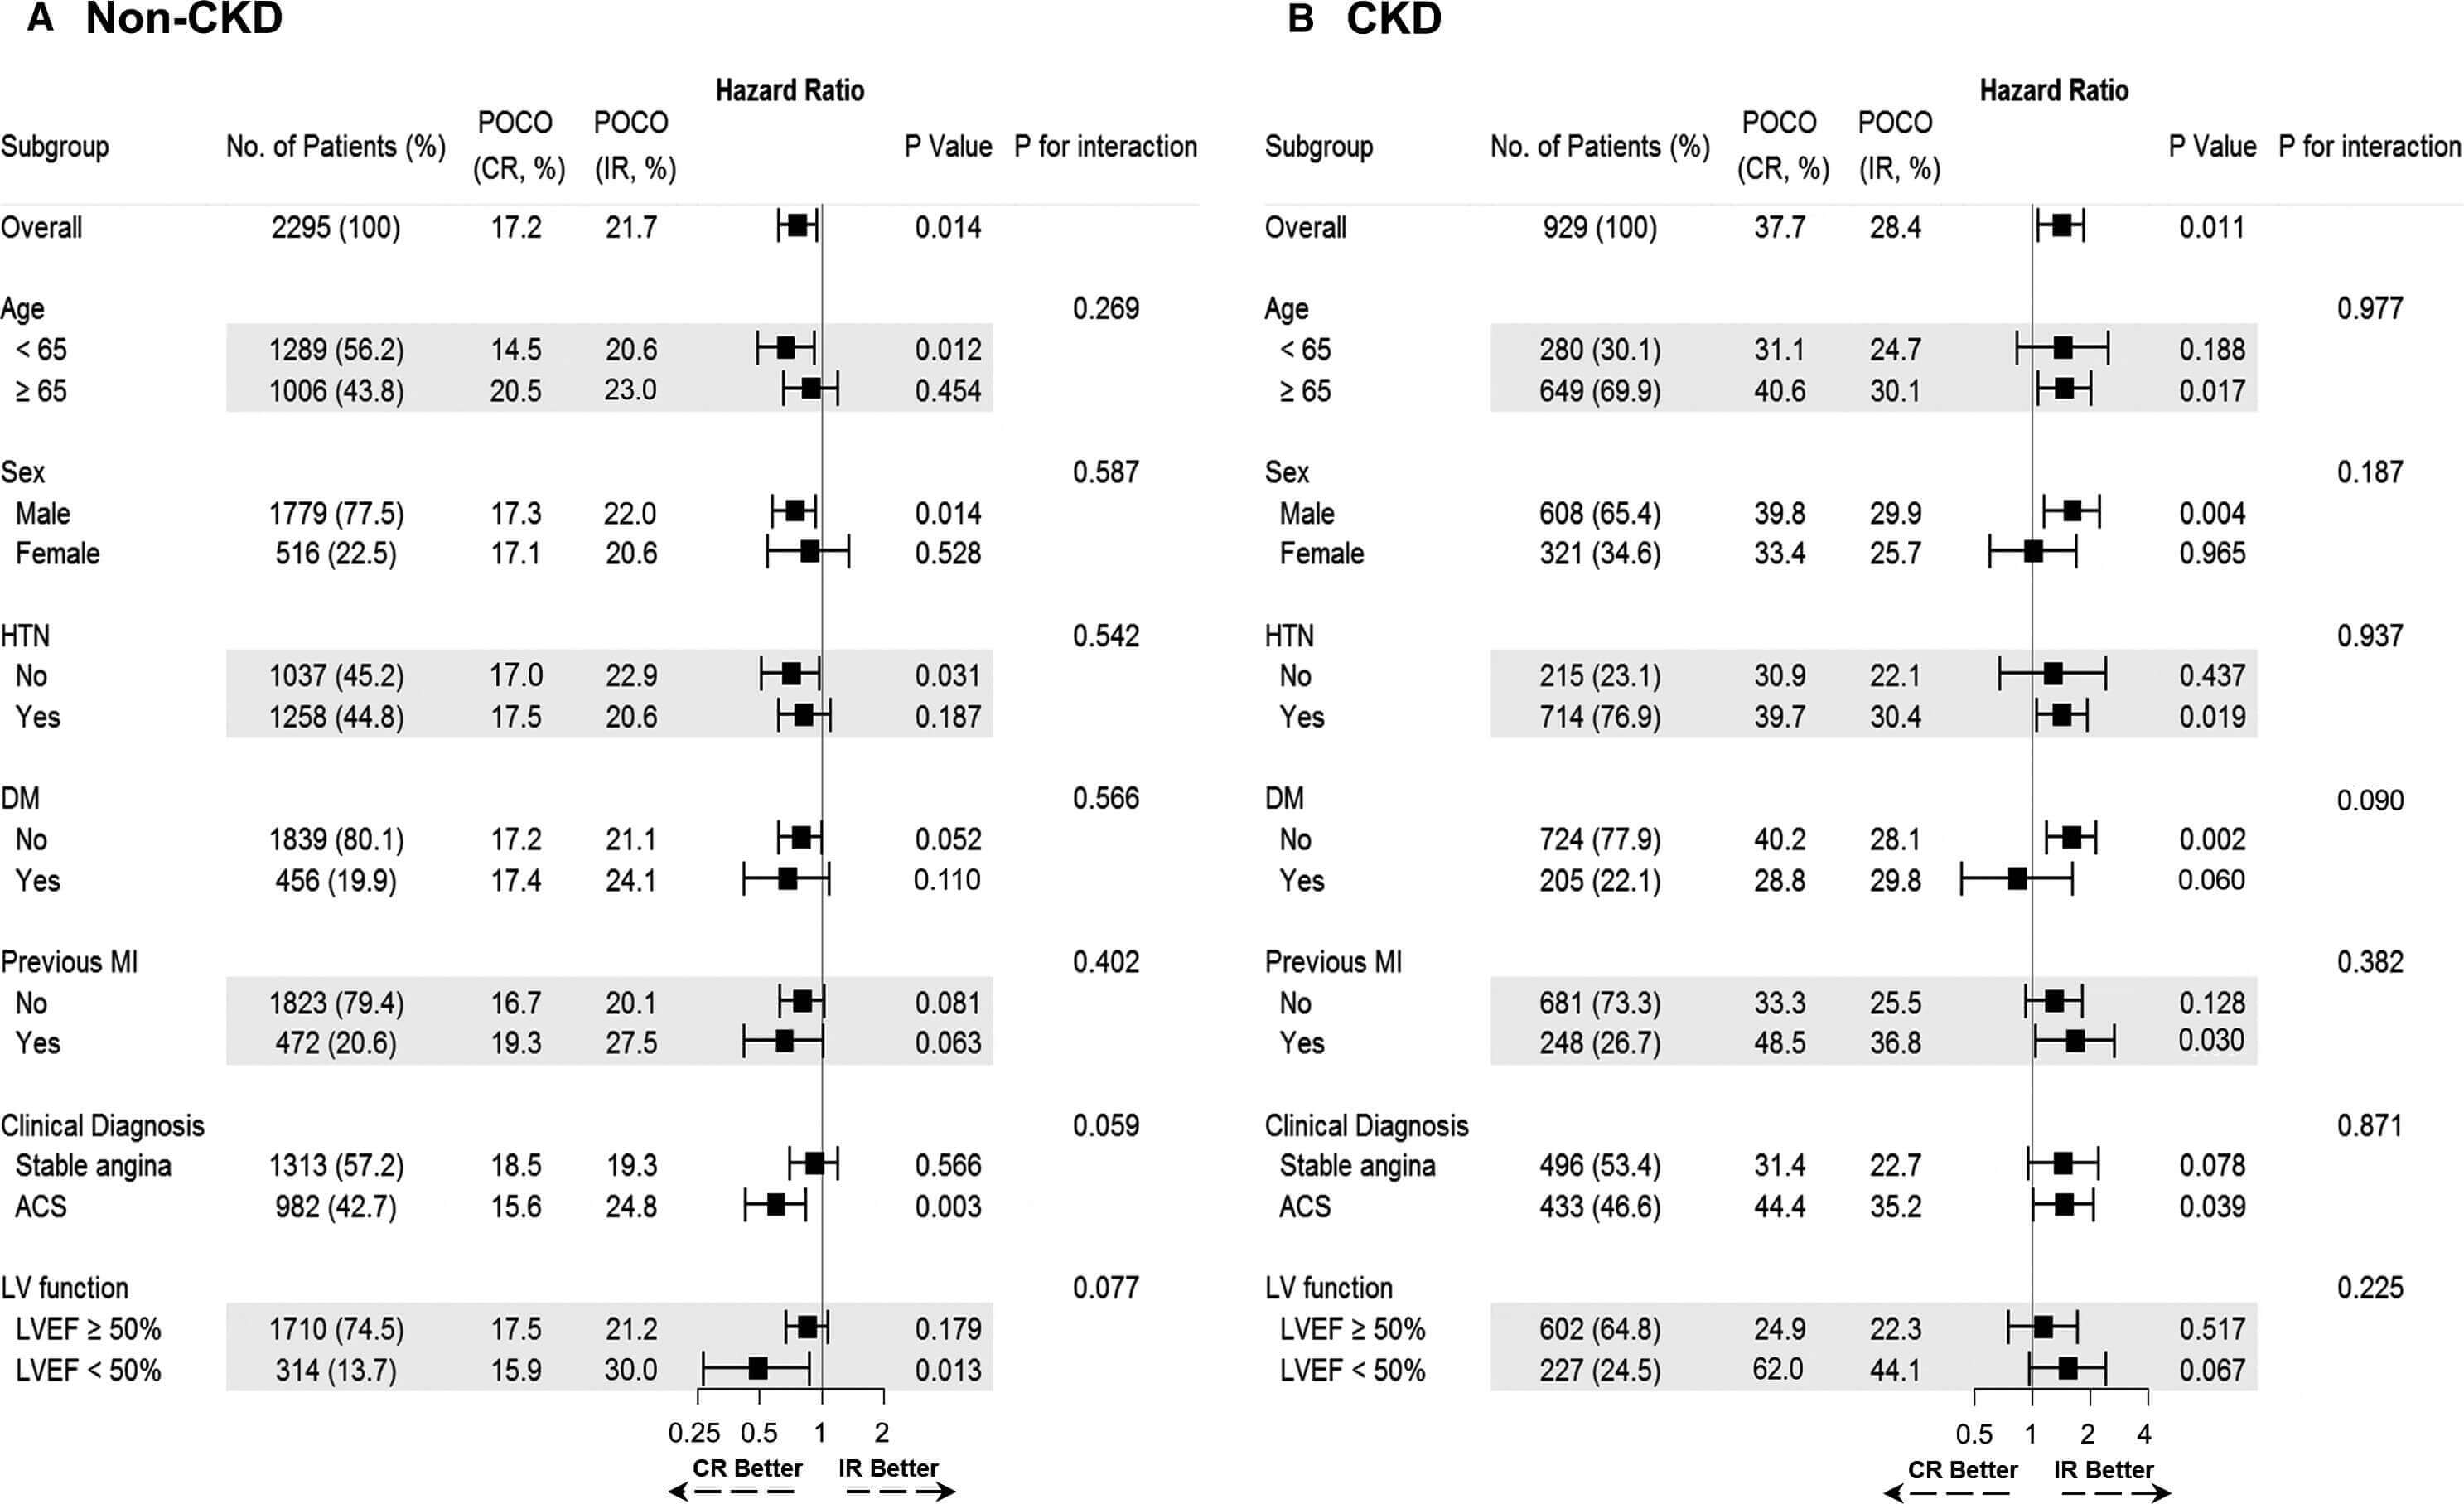 A Non-CKD
Hazard Ratio
Subgroup No. of Patients (%) POCO (CR, %) POCO (IR, %) P Value P for interaction
Overall 2295 (100) 17.2 21.7 0.014
Age 0.269
< 65 1289 (56.2) 14.5 20.6 0.012
≥ 65 1006 (43.8) 20.5 23.0 0.454
Sex 0.587
Male 1779 (77.5) 17.3 22.0 0.014
Female 516 (22.5) 17.1 20.6 0.528
HTN 0.542
No 1037 (45.2) 17.0 22.9 0.031
Yes 1258 (44.8) 17.5 20.6 0.187
DM 0.566
No 1839 (80.1) 17.2 21.1 0.052
Yes 456 (19.9) 17.4 24.1 0.110
Previous MI 0.402
No 1823 (79.4) 16.7 20.1 0.081
Yes 472 (20.6) 19.3 27.5 0.063
Clinical Diagnosis 0.059
Stable angina 1313 (57.2) 18.5 19.3 0.566
ACS 982 (42.7) 15.6 24.8 0.003
LV function 0.077
LVEF ≥ 50% 1710 (74.5) 17.5 21.2 0.179
LVEF < 50% 314 (13.7) 15.9 30.0 0.013
0.25 0.5 1 2
CR Better IR Better
B CKD
Hazard Ratio
Subgroup No. of Patients (%) POCO (CR, %) POCO (IR, %) P Value P for interaction
Overall 929 (100) 37.7 28.4 0.011
Age 0.977
< 65 280 (30.1) 31.1 24.7 0.188
≥ 65 649 (69.9) 40.6 30.1 0.017
Sex 0.187
Male 608 (65.4) 39.8 29.9 0.004
Female 321 (34.6) 33.4 25.7 0.965
HTN 0.937
No 215 (23.1) 30.9 22.1 0.437
Yes 714 (76.9) 39.7 30.4 0.019
DM 0.090
No 724 (77.9) 40.2 28.1 0.002
Yes 205 (22.1) 28.8 29.8 0.060
Previous MI 0.382
No 681 (73.3) 33.3 25.5 0.128
Yes 248 (26.7) 48.5 36.8 0.030
Clinical Diagnosis 0.871
Stable angina 496 (53.4) 31.4 22.7 0.078
ACS 433 (46.6) 44.4 35.2 0.039
LV function 0.225
LVEF ≥ 50% 602 (64.8) 24.9 22.3 0.517
LVEF < 50% 227 (24.5) 62.0 44.1 0.067
0.5 1 2 4
CR Better IR Better